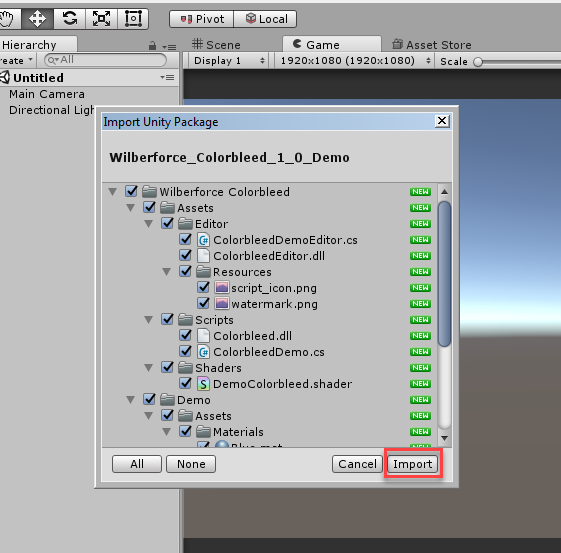 Pivot Local
Hierarchy Scene Game Asset Store
reate All Display 1 1920x1080 (1920x1080) Scale
Untitled
Main Camera
Directional Ligh
Import Unity Package
Wilberforce_Colorbleed_1_0_Demo
Wilberforce Colorbleed NEW
Assets NEW
Editor NEW
ColorbleedDemoEditor.cs NEW
ColorbleedEditor.dll NEW
Resources NEW
script_icon.png NEW
watermark.png NEW
Scripts NEW
Colorbleed.dll NEW
ColorbleedDemo.cs NEW
Shaders NEW
DemoColorbleed.shader NEW
Demo NEW
Assets NEW
Materials NEW
Blue.mat
All None Cancel Import